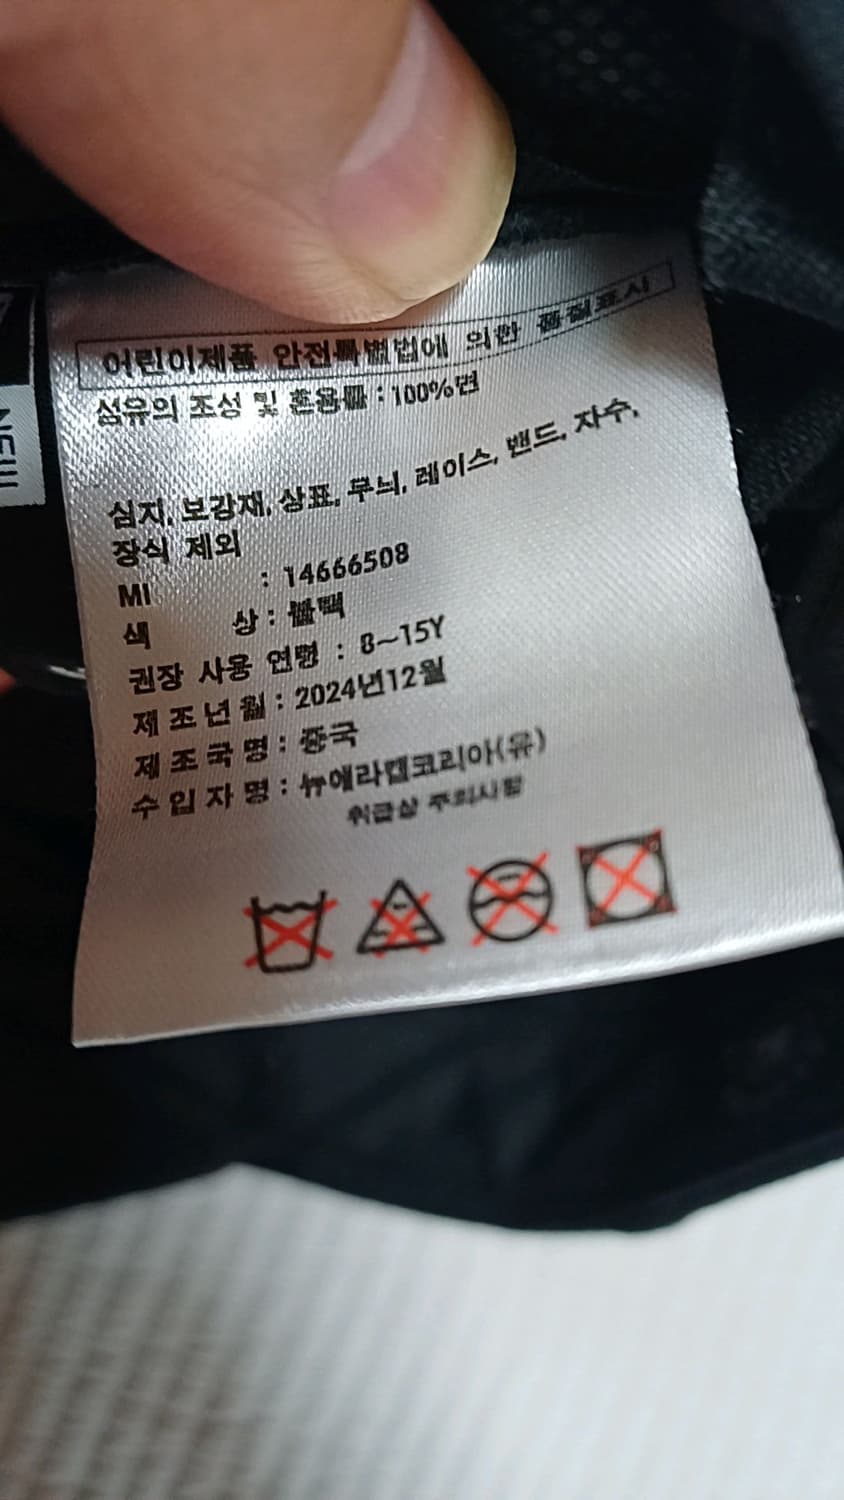 어린이제품 안전특별법에 의한 품질표시
섬유의 조성 및 혼용률 : 100%면
심지, 보강재, 상표, 무늬, 레이스, 밴드, 자수,
장식 제외
MI : 14666508
색 상 : 블랙
권장 사용 연령 : 8~15Y
제 조 년 월 : 2024년12월
제 조 국 명 : 중국
수 입 자 명 : 뉴에라캡코리아(유)
취급상 주의사항
NEW